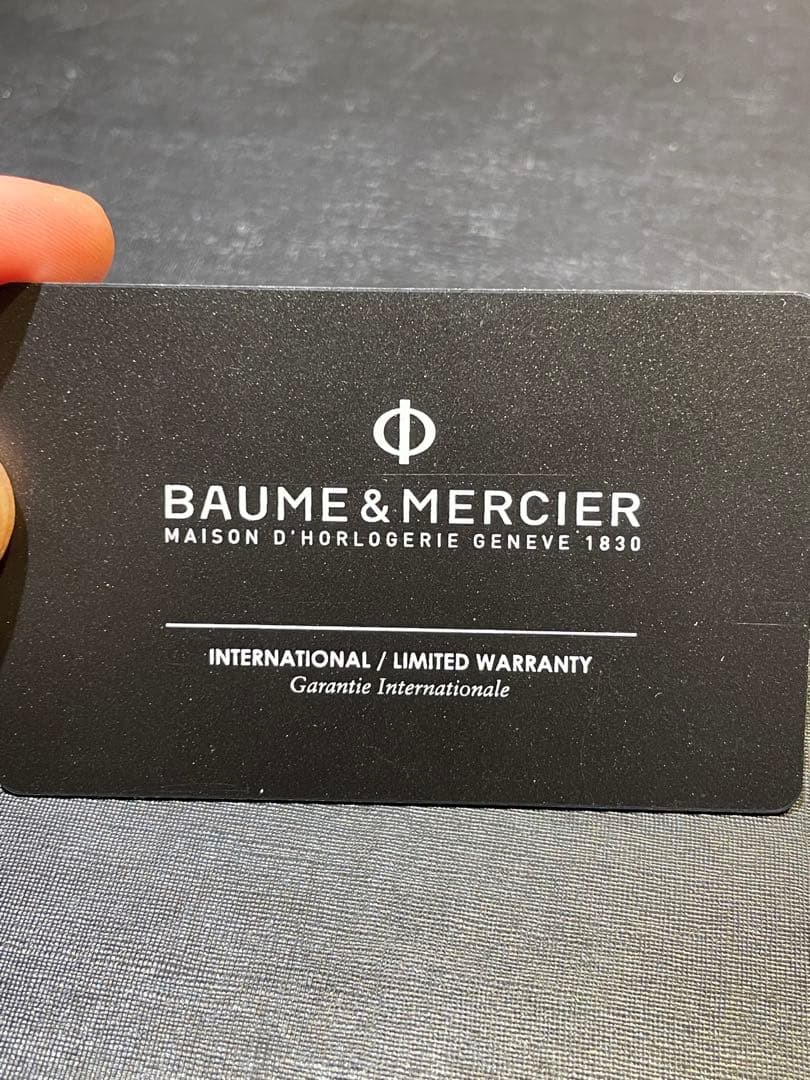 BAUME & MERCIER
MAISON D'HORLOGERIE GENEVE 1830
INTERNATIONAL / LIMITED WARRANTY
Garantie Internationale